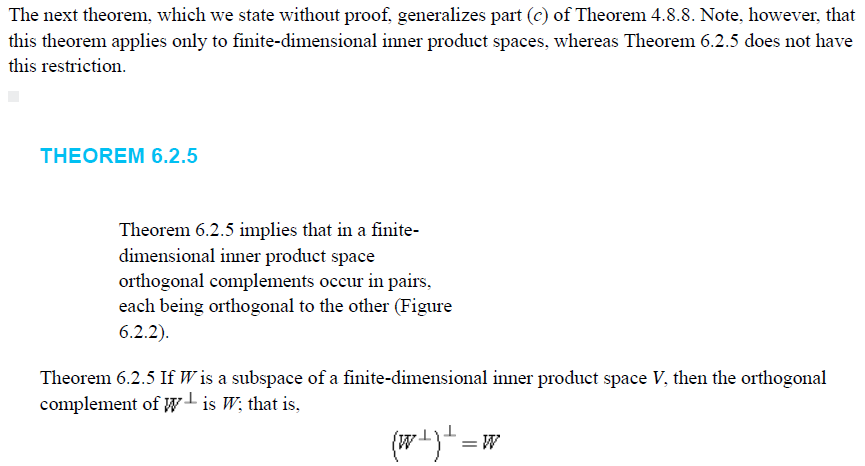 The next theorem, which we state without proof, generalizes part (c) of Theorem 4.8.8. Note, however, that
this theorem applies only to finite-dimensional inner product spaces, whereas Theorem 6.2.5 does not have
this restriction.
THEOREM 6.2.5
Theorem 6.2.5 implies that in a finite-
dimensional inner product space
orthogonal complements occur in pairs,
each being orthogonal to the other (Figure
6.2.2).
Theorem 6.2.5 If W is a subspace of a finite-dimensional inner product space V, then the orthogonal
complement of W⊥ is W; that is,
(W⊥)⊥ = W